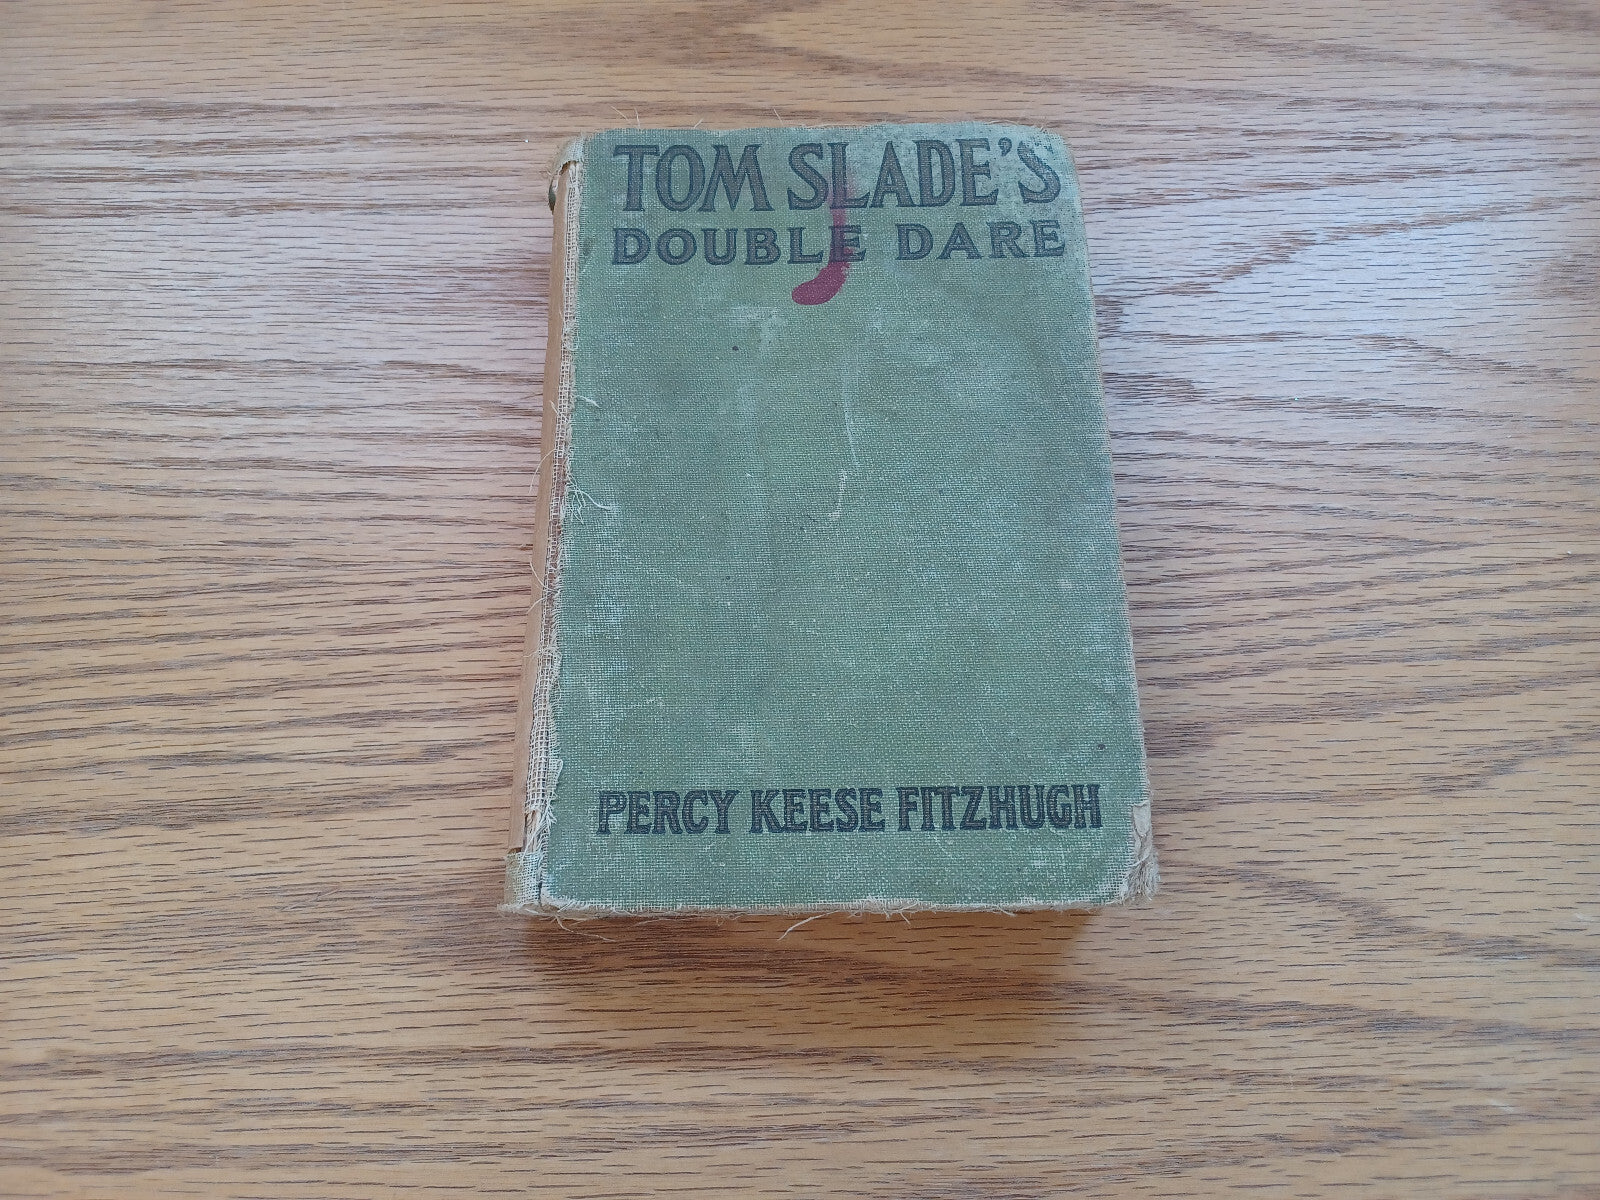 TOM SLADE'S
DOUBLE DARE
PERCY KEESE FITZHUGH